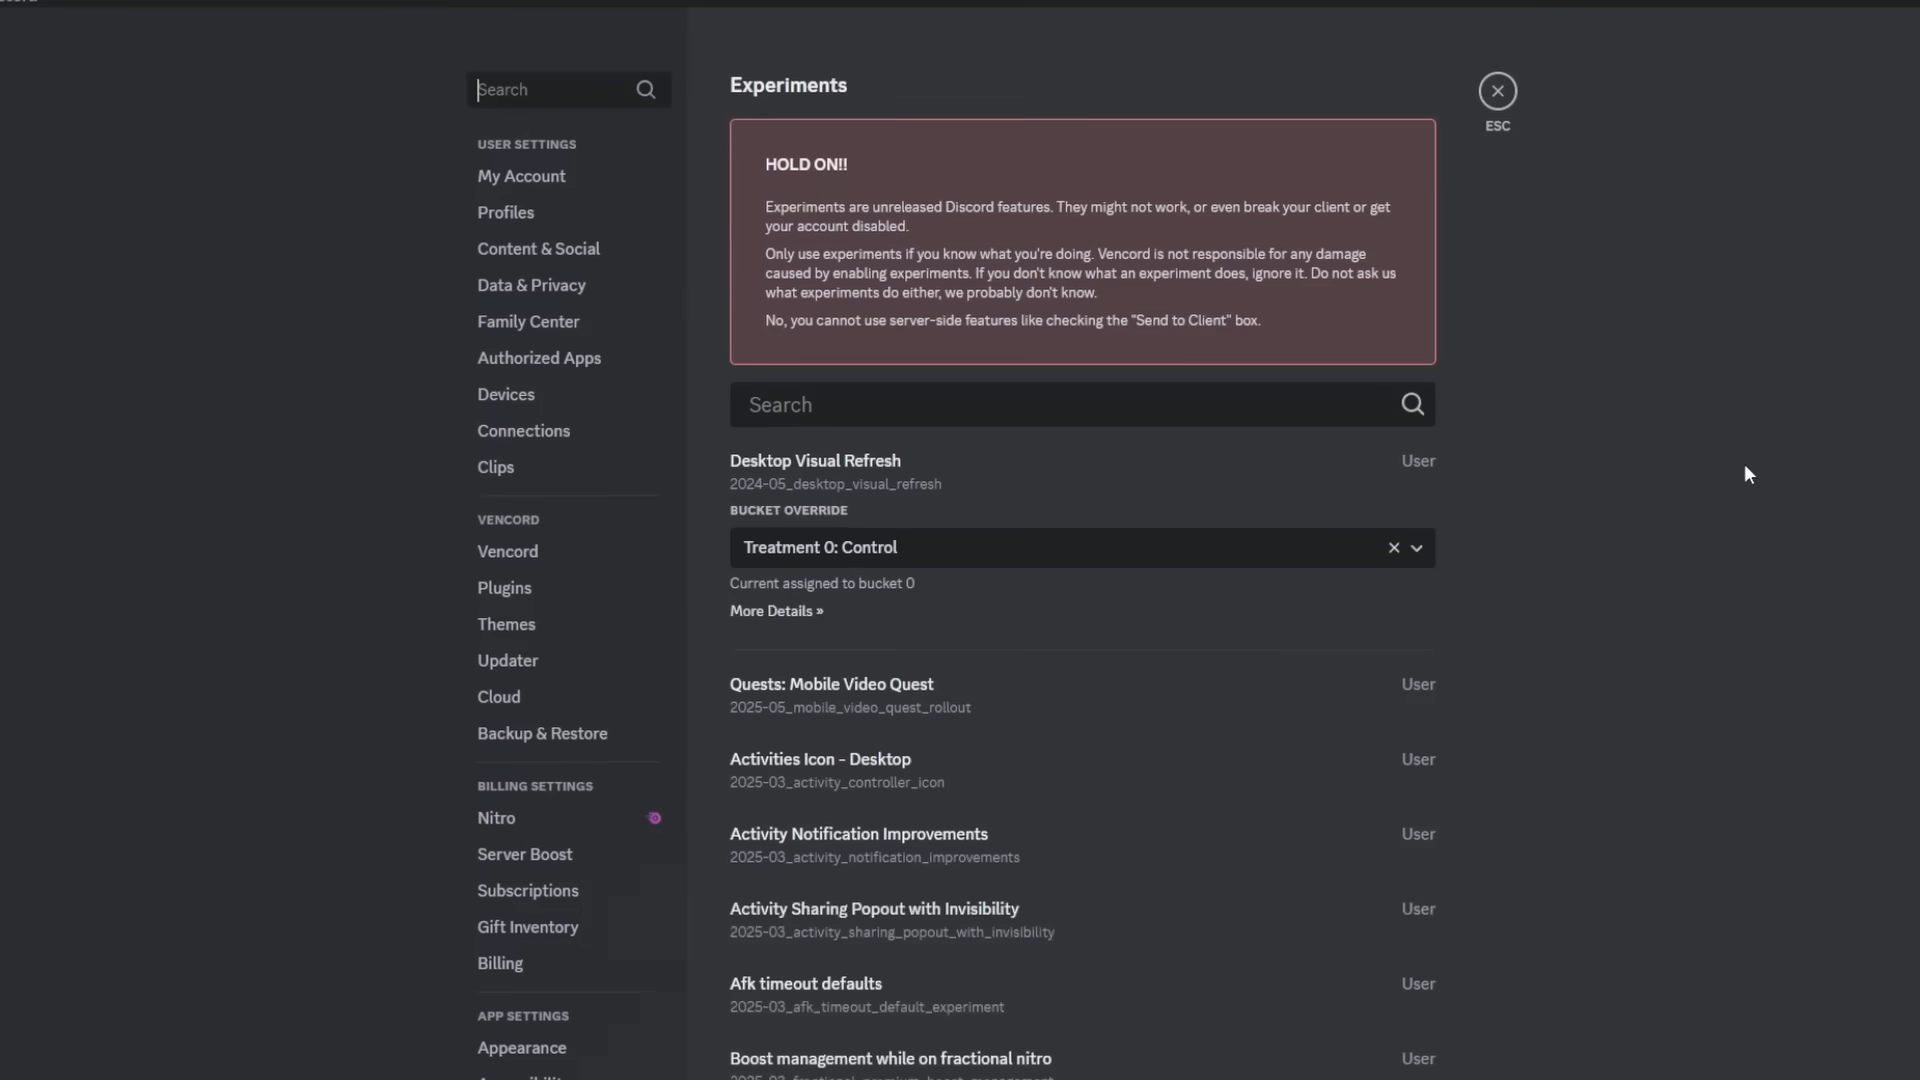 Search
USER SETTINGS
My Account
Profiles
Content & Social
Data & Privacy
Family Center
Authorized Apps
Devices
Connections
Clips
VENCORD
Vencord
Plugins
Themes
Updater
Cloud
Backup & Restore
BILLING SETTINGS
Nitro
Server Boost
Subscriptions
Gift Inventory
Billing
APP SETTINGS
Appearance
Experiments
ESC
HOLD ON!!
Experiments are unreleased Discord features. They might not work, or even break your client or get
your account disabled.
Only use experiments if you know what you're doing. Vencord is not responsible for any damage
caused by enabling experiments. If you don't know what an experiment does, ignore it. Do not ask us
what experiments do either, we probably don't know.
No, you cannot use server-side features like checking the "Send to Client" box.
Search
Desktop Visual Refresh User
2024-05_desktop_visual_refresh
BUCKET OVERRIDE
Treatment 0: Control
Current assigned to bucket 0
More Details »
Quests: Mobile Video Quest User
2025-05_mobile_video_quest_rollout
Activities Icon - Desktop User
2025-03_activity_controller_icon
Activity Notification Improvements User
2025-03_activity_notification_improvements
Activity Sharing Popout with Invisibility User
2025-03_activity_sharing_popout_with_invisibility
Afk timeout defaults User
2025-03_afk_timeout_default_experiment
Boost management while on fractional nitro User